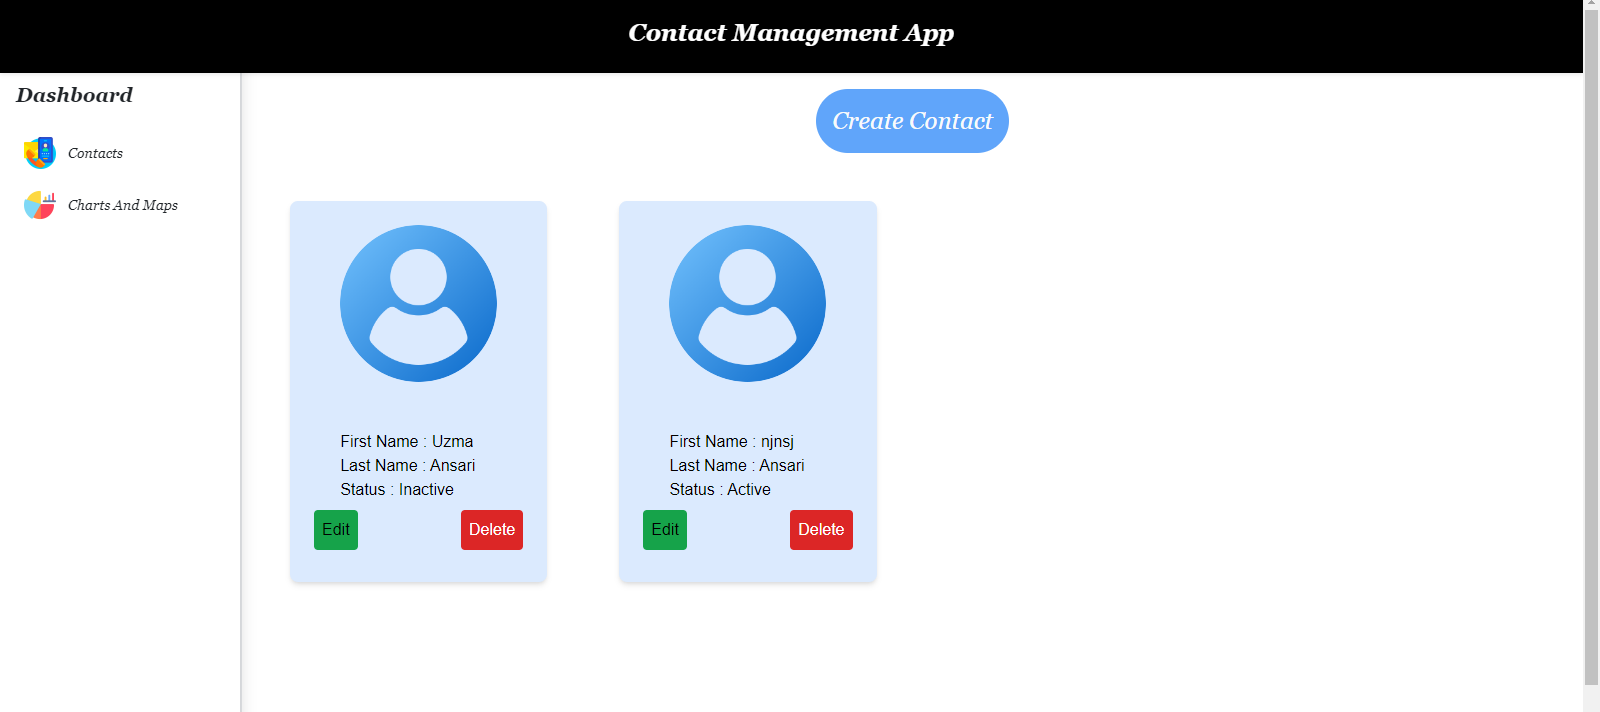 Contact Management App
Dashboard
Contacts
Charts And Maps
Create Contact
First Name : Uzma
Last Name : Ansari
Status : Inactive
Edit
Delete
First Name : njnsj
Last Name : Ansari
Status : Active
Edit
Delete